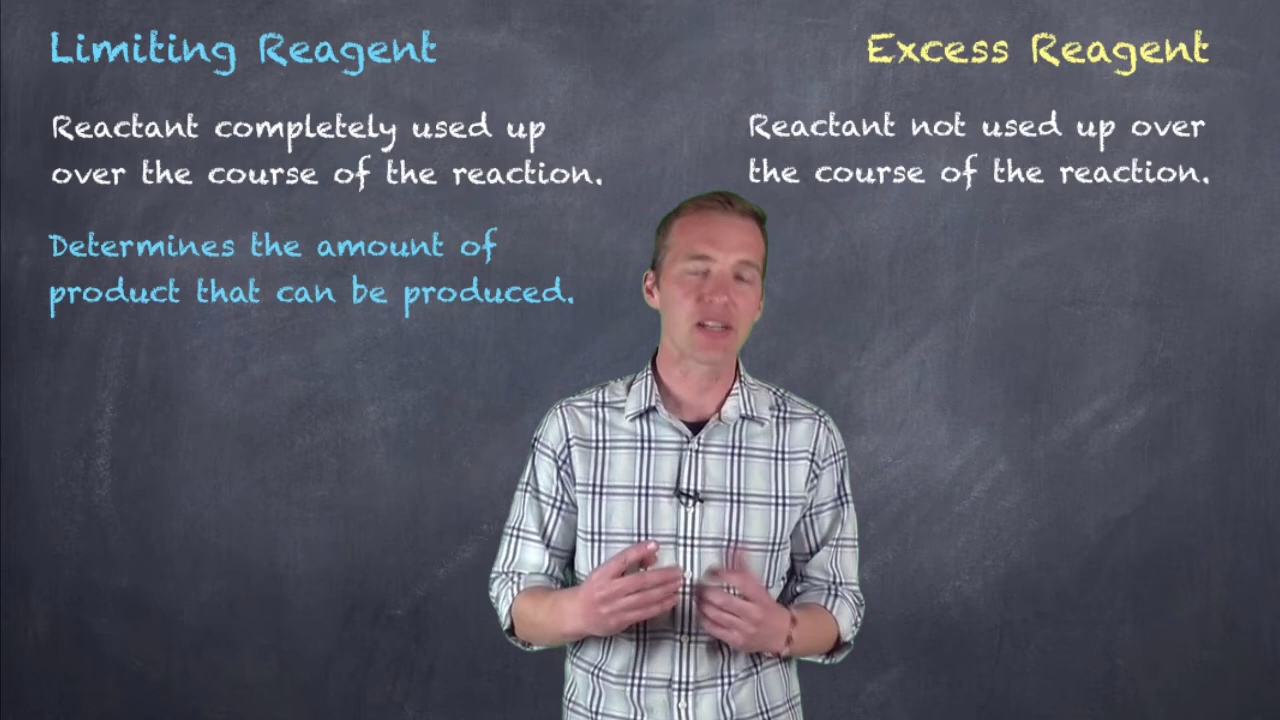 Limiting Reagent
Reactant completely used up
over the course of the reaction.
Determines the amount of
product that can be produced.
Excess Reagent
Reactant not used up over
the course of the reaction.